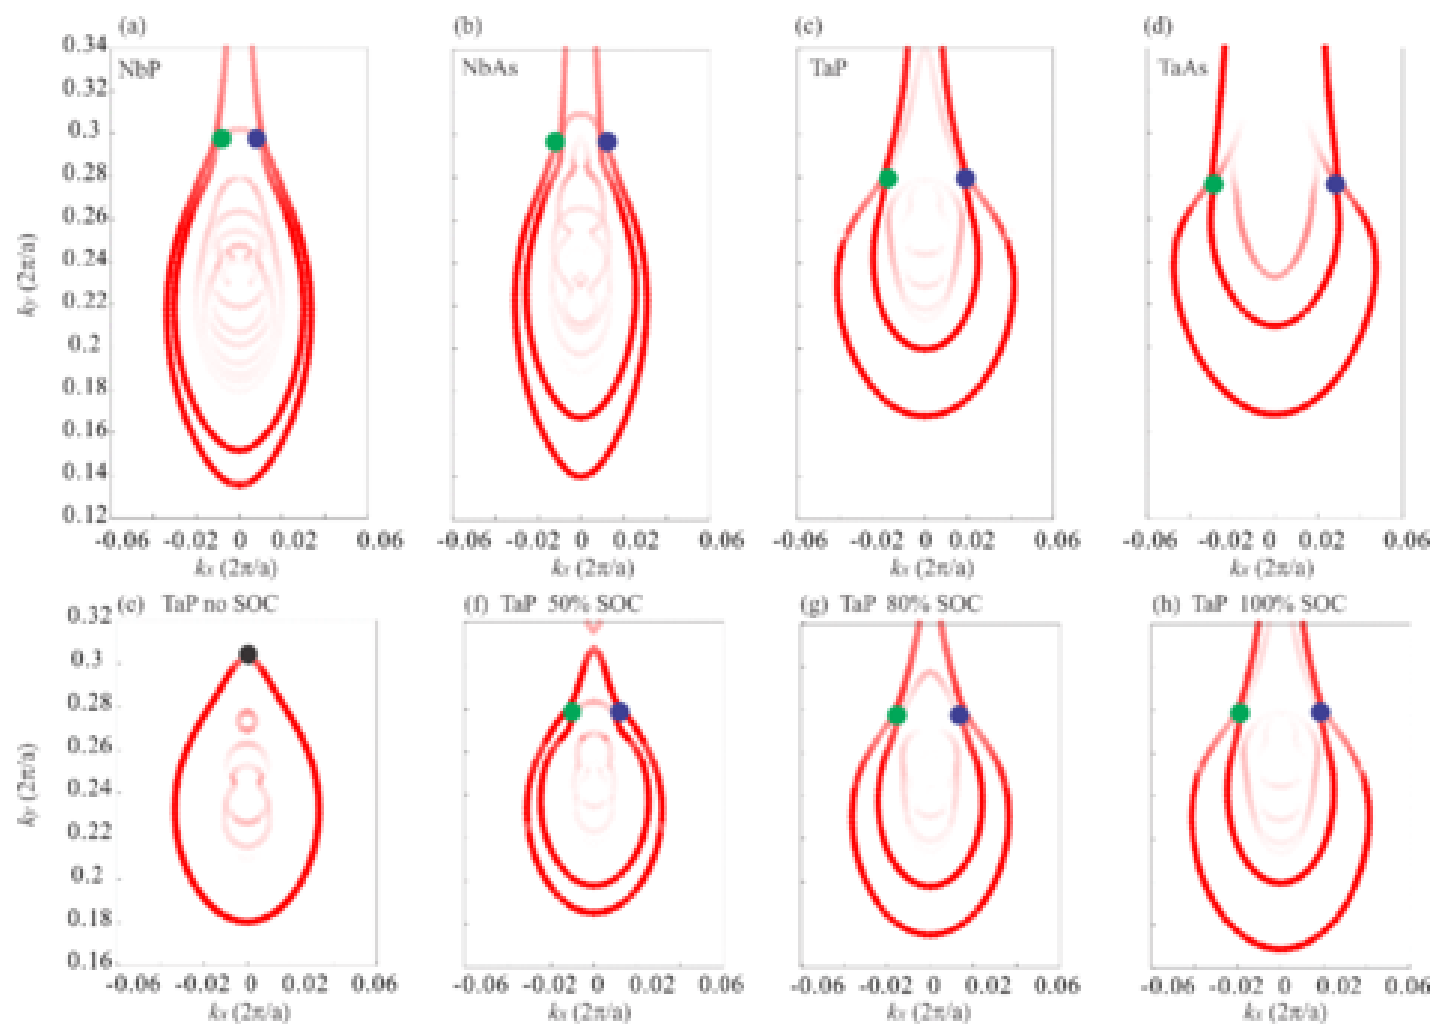 (a) (b) (c) (d)
0.34
NbP NbAs TaP TaAs
0.32
0.3
0.28
0.26
0.24
0.22
0.2
0.18
0.16
0.14
0.12
ky (2π/a)
-0.06 -0.02 0 0.02 0.06
-0.06 -0.02 0 0.02 0.06
-0.06 -0.02 0 0.02 0.06
-0.06 -0.02 0 0.02 0.06
kx (2π/a) kx (2π/a) kx (2π/a) kx (2π/a)
(e) TaP no SOC
(f) TaP 50% SOC
(g) TaP 80% SOC
(h) TaP 100% SOC
0.32
0.3
0.28
0.26
0.24
0.22
0.2
0.18
0.16
ky (2π/a)
-0.06 -0.02 0 0.02 0.06
-0.06 -0.02 0 0.02 0.06
-0.06 -0.02 0 0.02 0.06
-0.06 -0.02 0 0.02 0.06
kx (2π/a) kx (2π/a) kx (2π/a) kx (2π/a)